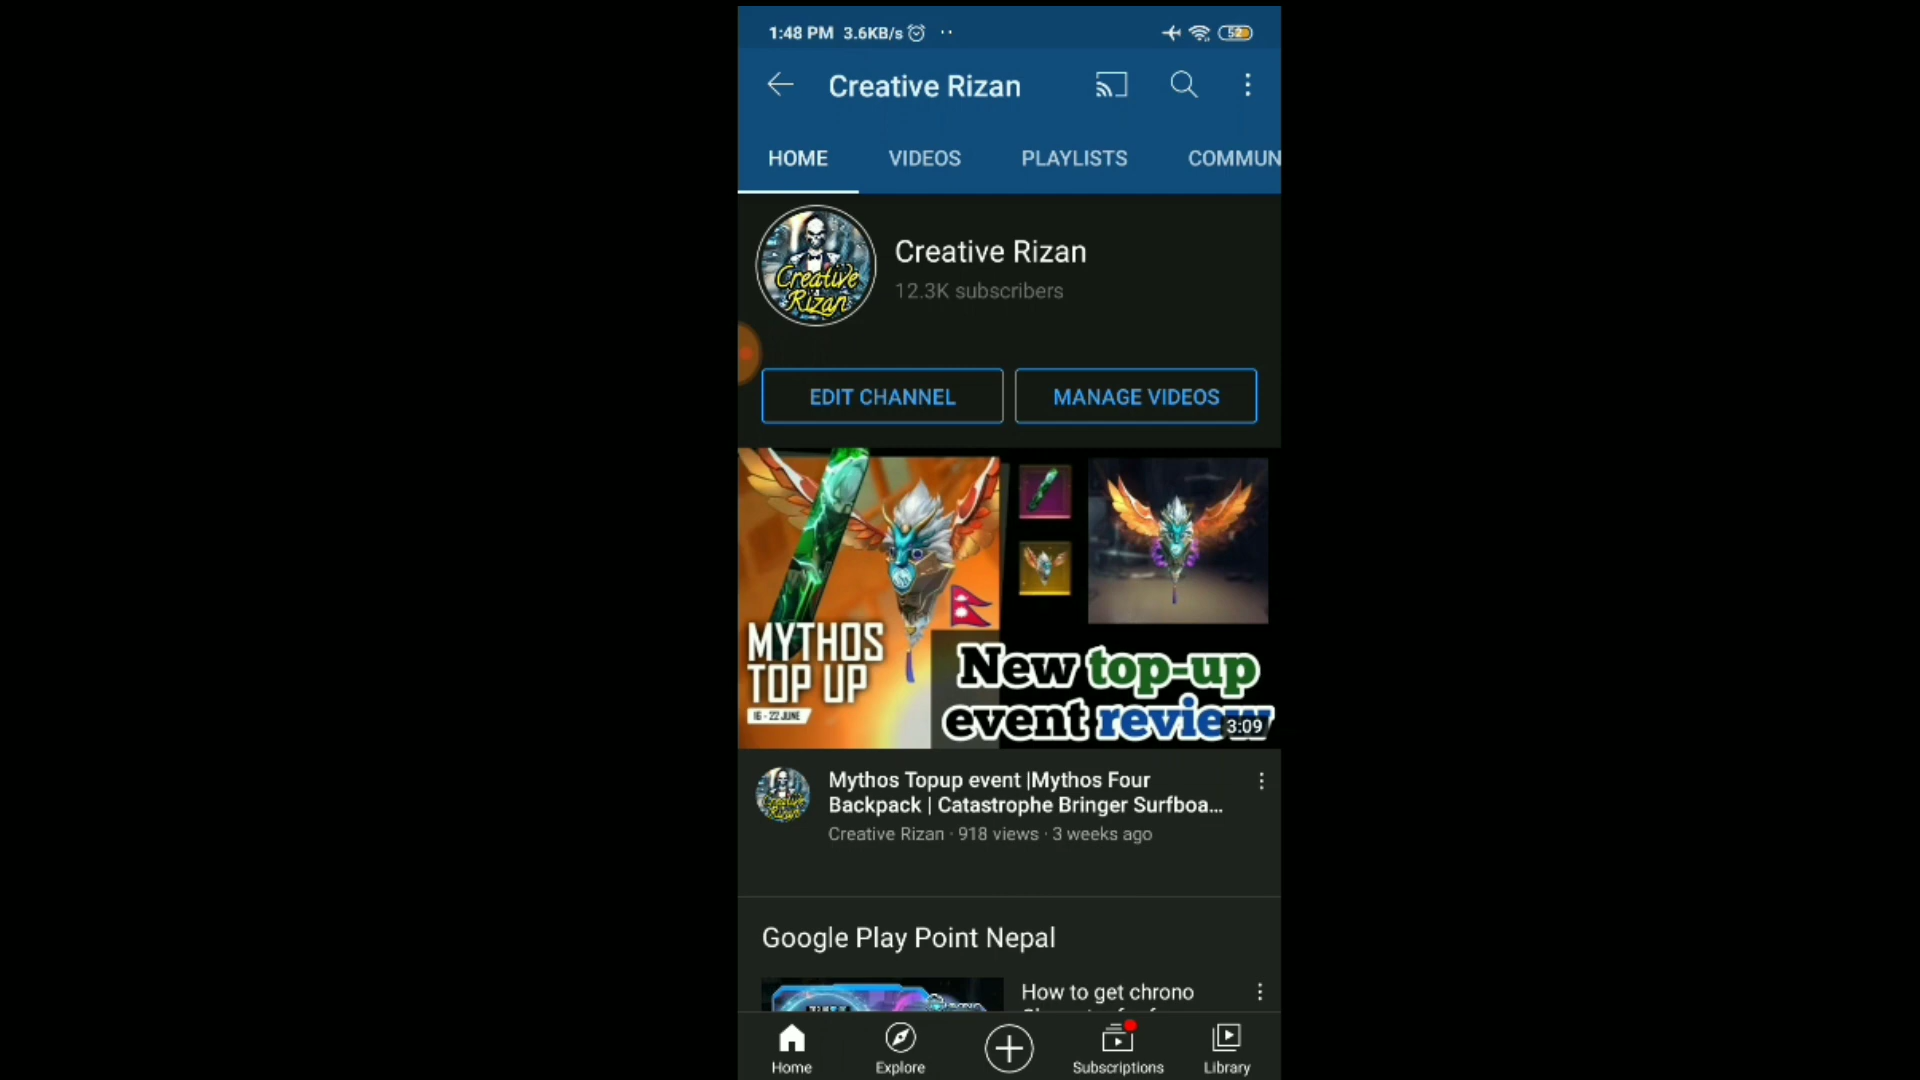 1:48 PM 3.6KB/s
52
Creative Rizan
HOME VIDEOS PLAYLISTS COMMUN
Creative Rizan
Creative Rizan
12.3K subscribers
EDIT CHANNEL MANAGE VIDEOS
MYTHOS
TOP UP
16 - 22 JUNE
New top-up
event review
3:09
Mythos Topup event |Mythos Four
Backpack | Catastrophe Bringer Surfboa...
Creative Rizan · 918 views · 3 weeks ago
Google Play Point Nepal
How to get chrono
Home Explore Subscriptions Library